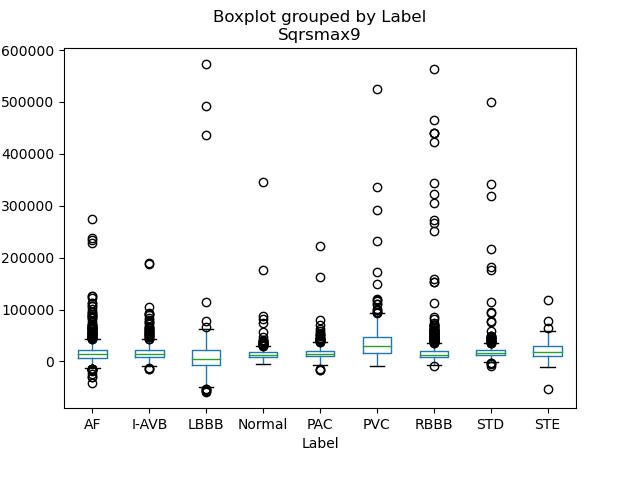 Boxplot grouped by Label
Sqrsmax9
600000
500000
400000
300000
200000
100000
0
AF I-AVB LBBB Normal PAC PVC RBBB STD STE
Label